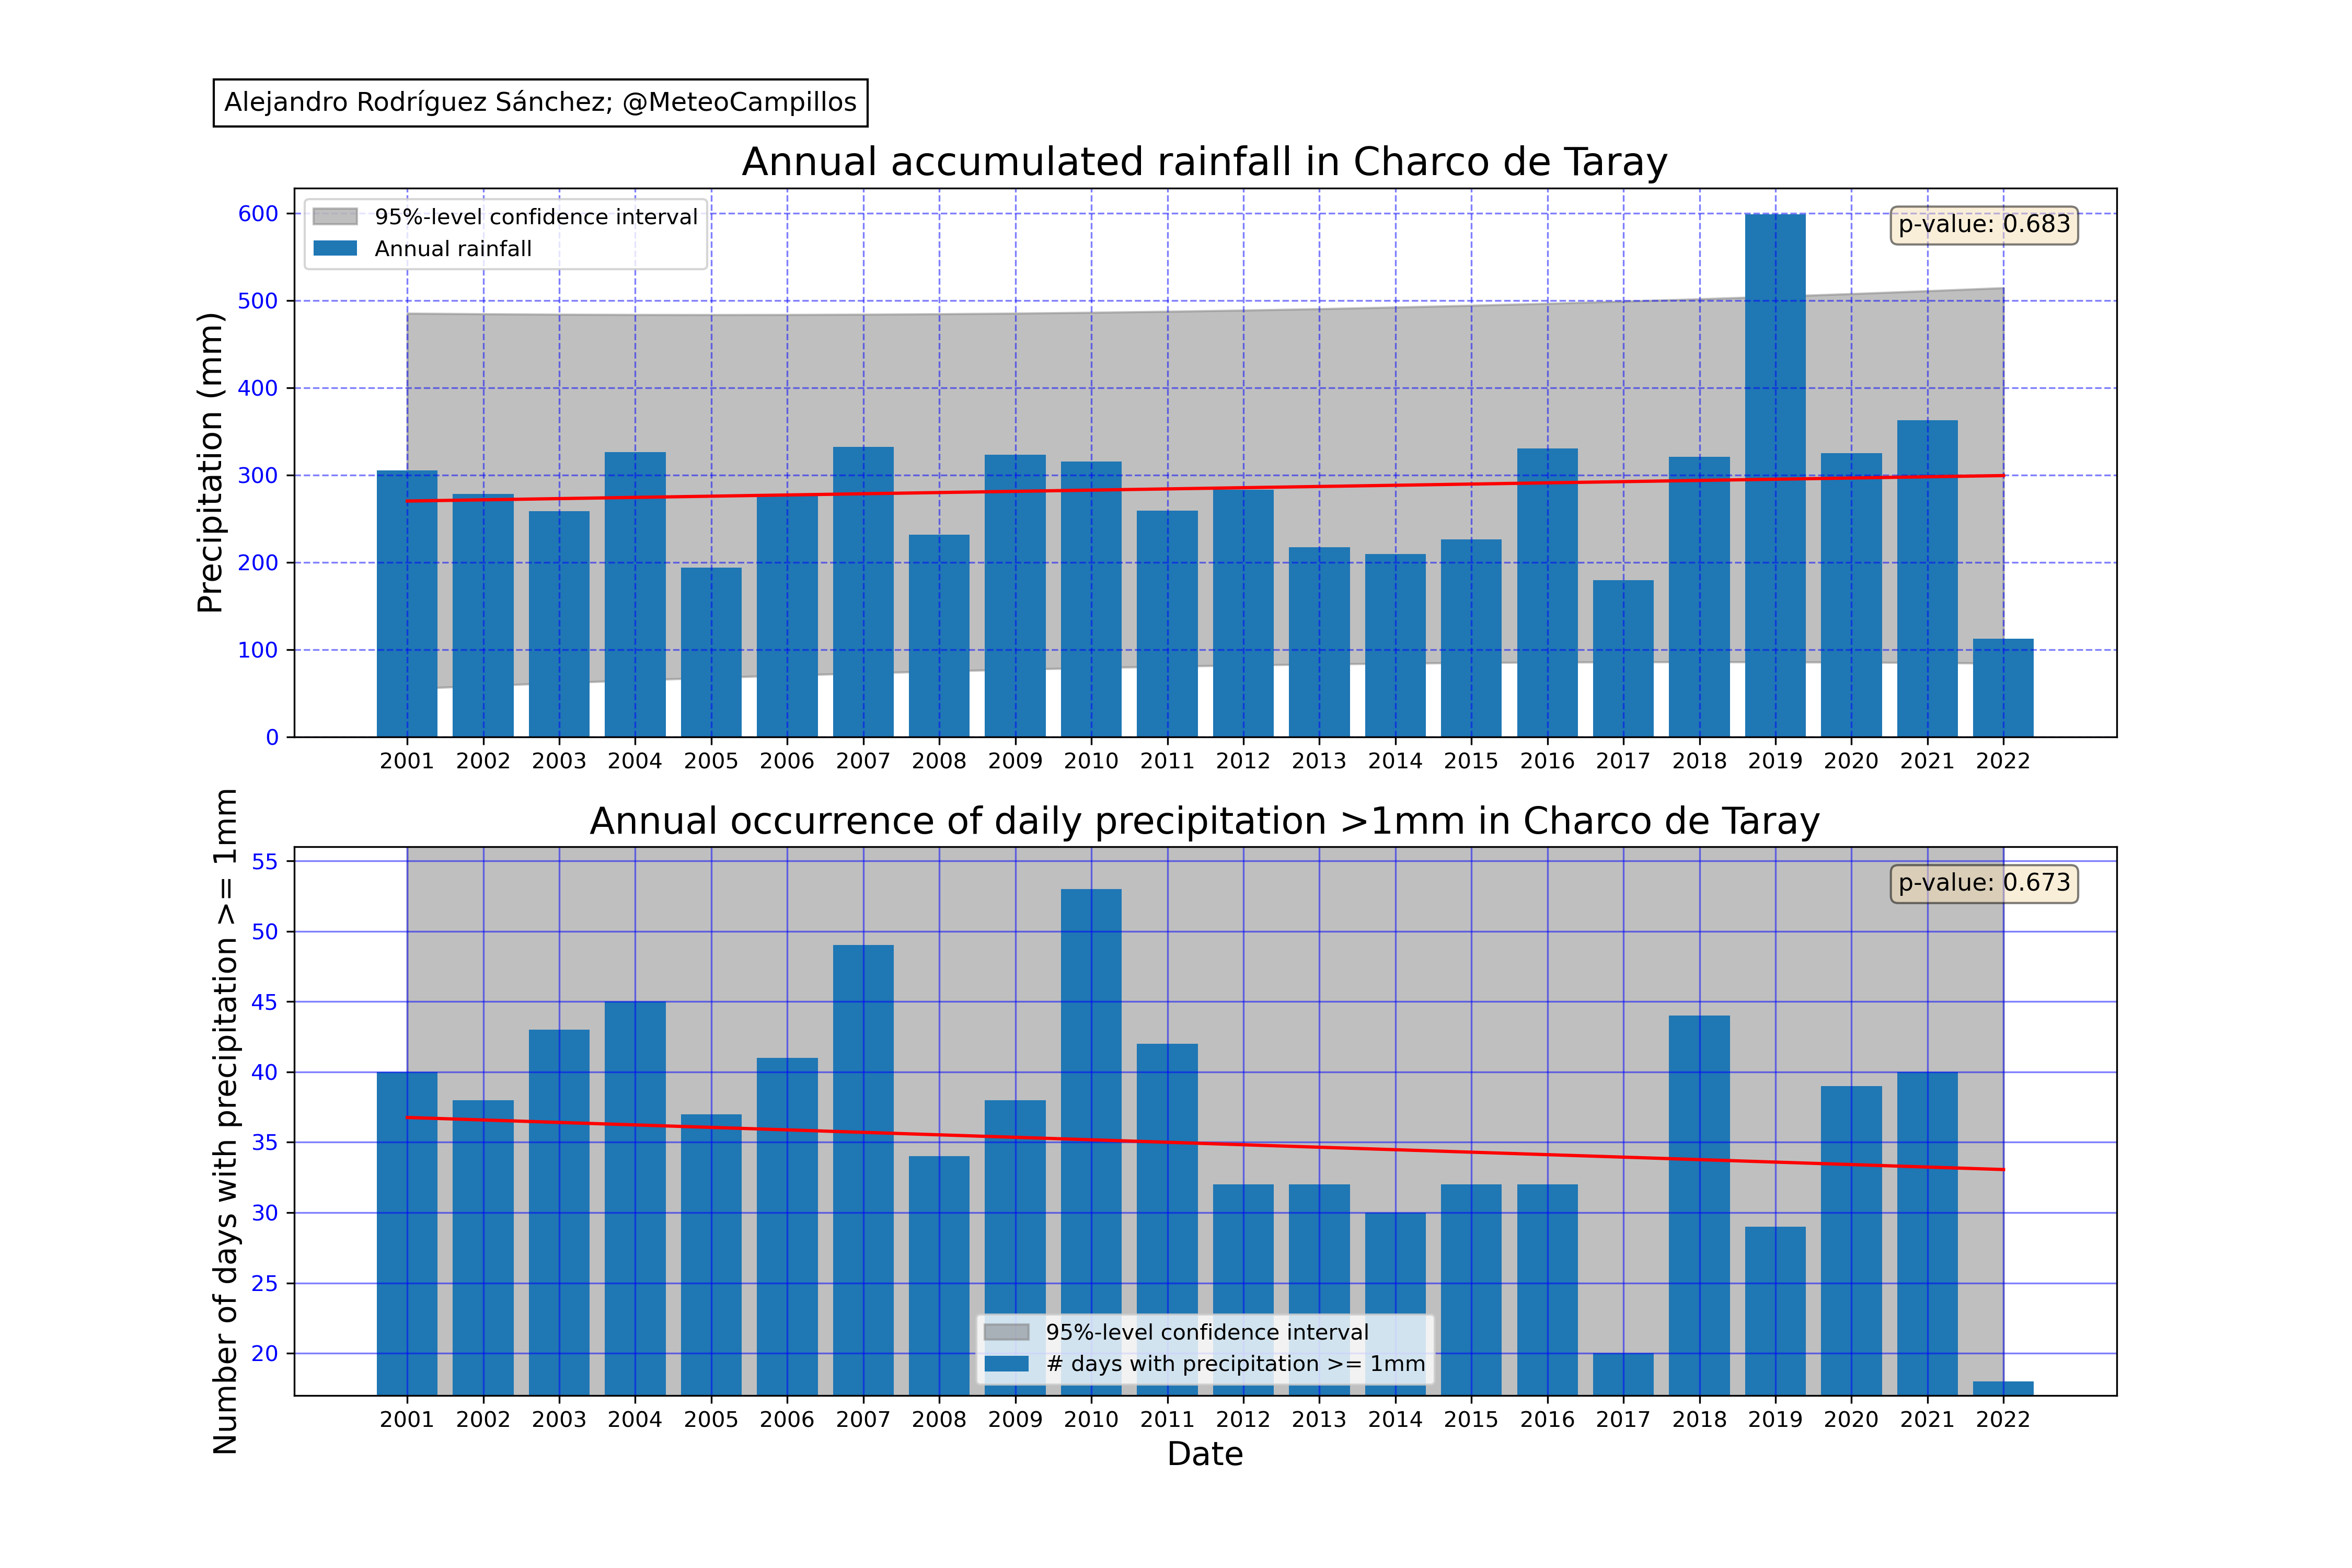 Alejandro Rodríguez Sánchez; @MeteoCampillos
Annual accumulated rainfall in Charco de Taray
95%-level confidence interval
Annual rainfall
p-value: 0.683
Precipitation (mm)
600
500
400
300
200
100
0
2001 2002 2003 2004 2005 2006 2007 2008 2009 2010 2011 2012 2013 2014 2015 2016 2017 2018 2019 2020 2021 2022
Annual occurrence of daily precipitation >1mm in Charco de Taray
p-value: 0.673
Number of days with precipitation >= 1mm
55
50
45
40
35
30
25
20
95%-level confidence interval
# days with precipitation >= 1mm
2001 2002 2003 2004 2005 2006 2007 2008 2009 2010 2011 2012 2013 2014 2015 2016 2017 2018 2019 2020 2021 2022
Date